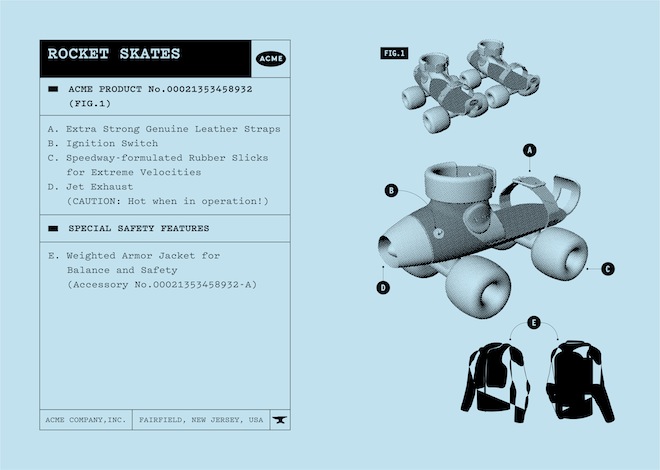 ROCKET SKATES
ACME
ACME PRODUCT No.00021353458932
(FIG.1)
A. Extra Strong Genuine Leather Straps
B. Ignition Switch
C. Speedway-formulated Rubber Slicks
for Extreme Velocities
D. Jet Exhaust
(CAUTION: Hot when in operation!)
SPECIAL SAFETY FEATURES
E. Weighted Armor Jacket for
Balance and Safety
(Accessory No.00021353458932-A)
ACME COMPANY,INC.
FAIRFIELD, NEW JERSEY, USA
FIG.1
A
B
C
D
E